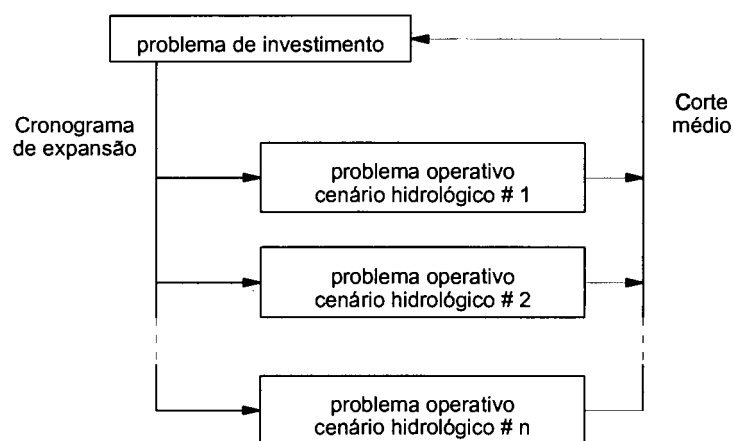 problema de investimento
Cronograma
de expansão
Corte
médio
problema operativo
cenário hidrológico # 1
problema operativo
cenário hidrológico # 2
problema operativo
cenário hidrológico # n